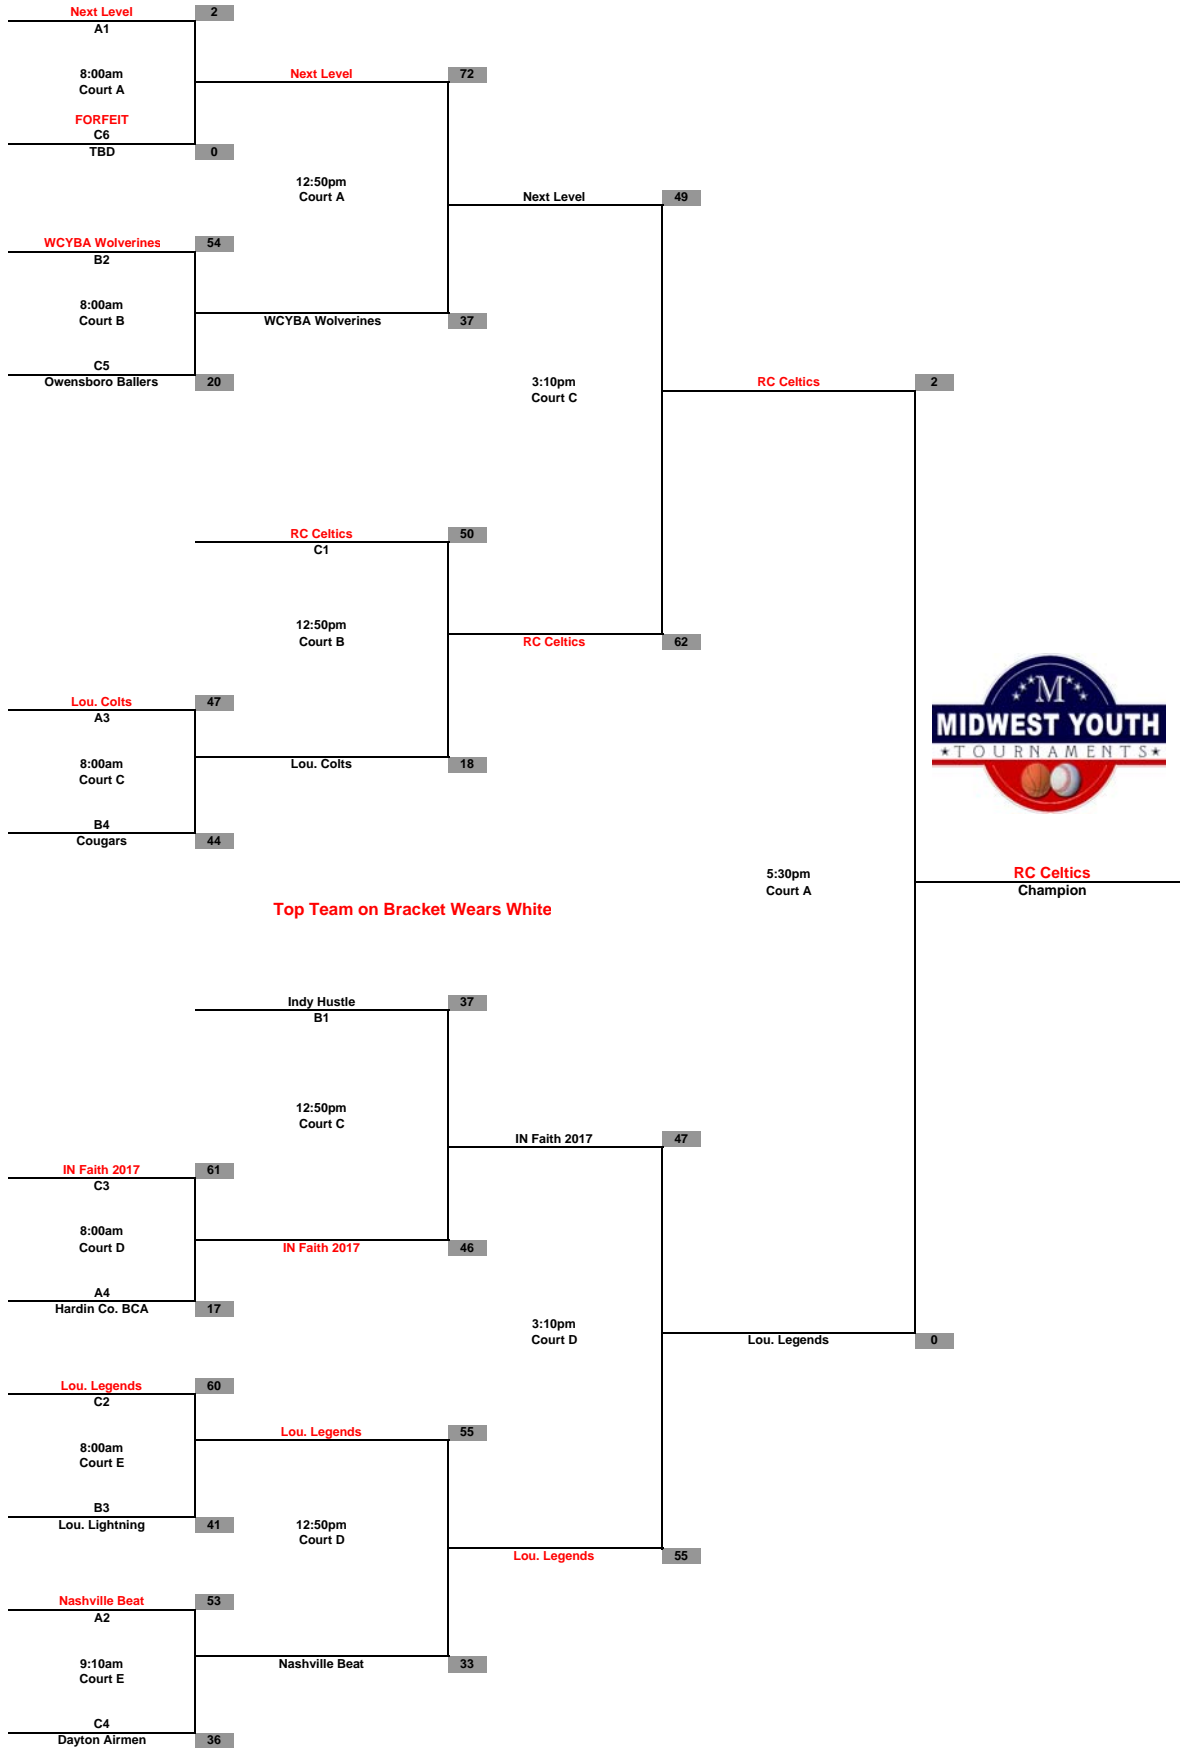 Next Level 2
A1
8:00am
Court A
FORFEIT
C6
TBD 0
Next Level 72
12:50pm
Court A
WCYBA Wolverines 54
B2
8:00am
Court B
C5
Owensboro Ballers 20
WCYBA Wolverines 37
Next Level 49
3:10pm
Court C
RC Celtics 2
RC Celtics 50
C1
12:50pm
Court B
RC Celtics 62
Lou. Colts 47
A3
8:00am
Court C
B4
Cougars 44
Lou. Colts 18
M
MIDWEST YOUTH
TOURNAMENTS
5:30pm
Court A
RC Celtics
Champion
Top Team on Bracket Wears White
Indy Hustle 37
B1
12:50pm
Court C
IN Faith 2017 47
IN Faith 2017 61
C3
8:00am
Court D
A4
Hardin Co. BCA 17
IN Faith 2017 46
3:10pm
Court D
Lou. Legends 0
Lou. Legends 60
C2
8:00am
Court E
B3
Lou. Lightning 41
Lou. Legends 55
12:50pm
Court D
Lou. Legends 55
Nashville Beat 53
A2
9:10am
Court E
C4
Dayton Airmen 36
Nashville Beat 33